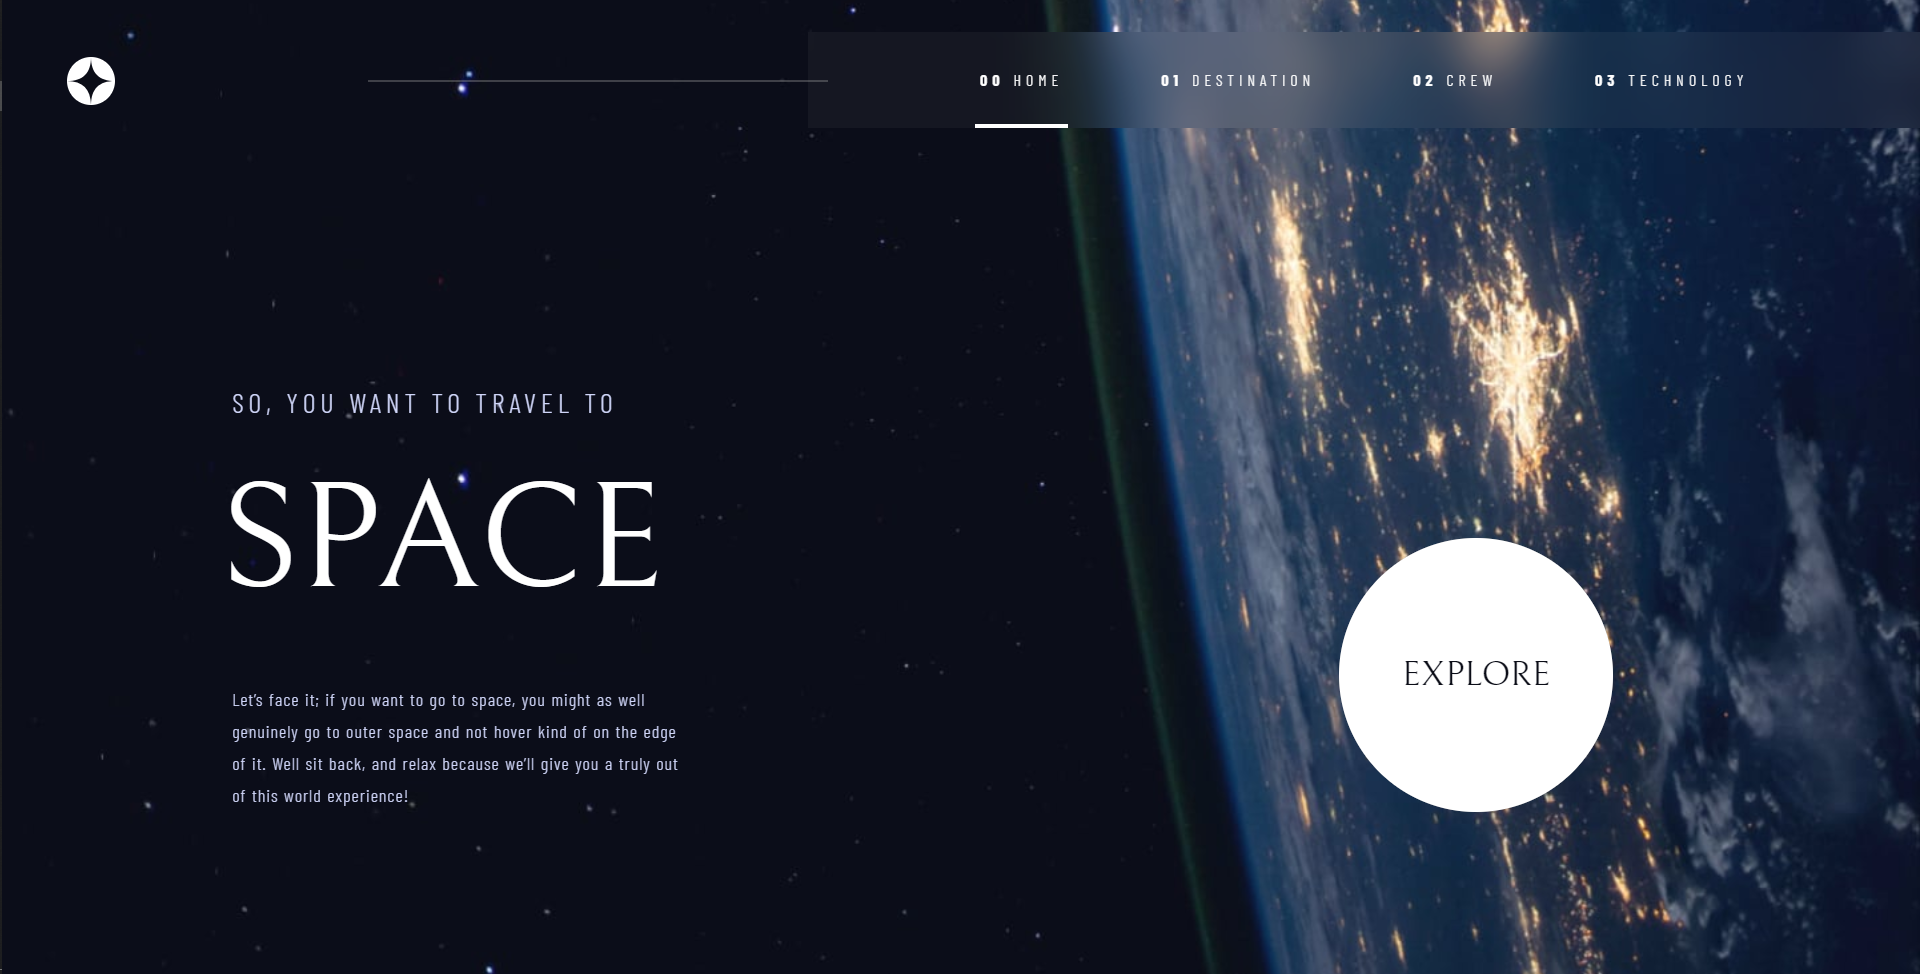 00 HOME 01 DESTINATION 02 CREW 03 TECHNOLOGY
SO, YOU WANT TO TRAVEL TO
SPACE
Let’s face it; if you want to go to space, you might as well
genuinely go to outer space and not hover kind of on the edge
of it. Well sit back, and relax because we’ll give you a truly out
of this world experience!
EXPLORE